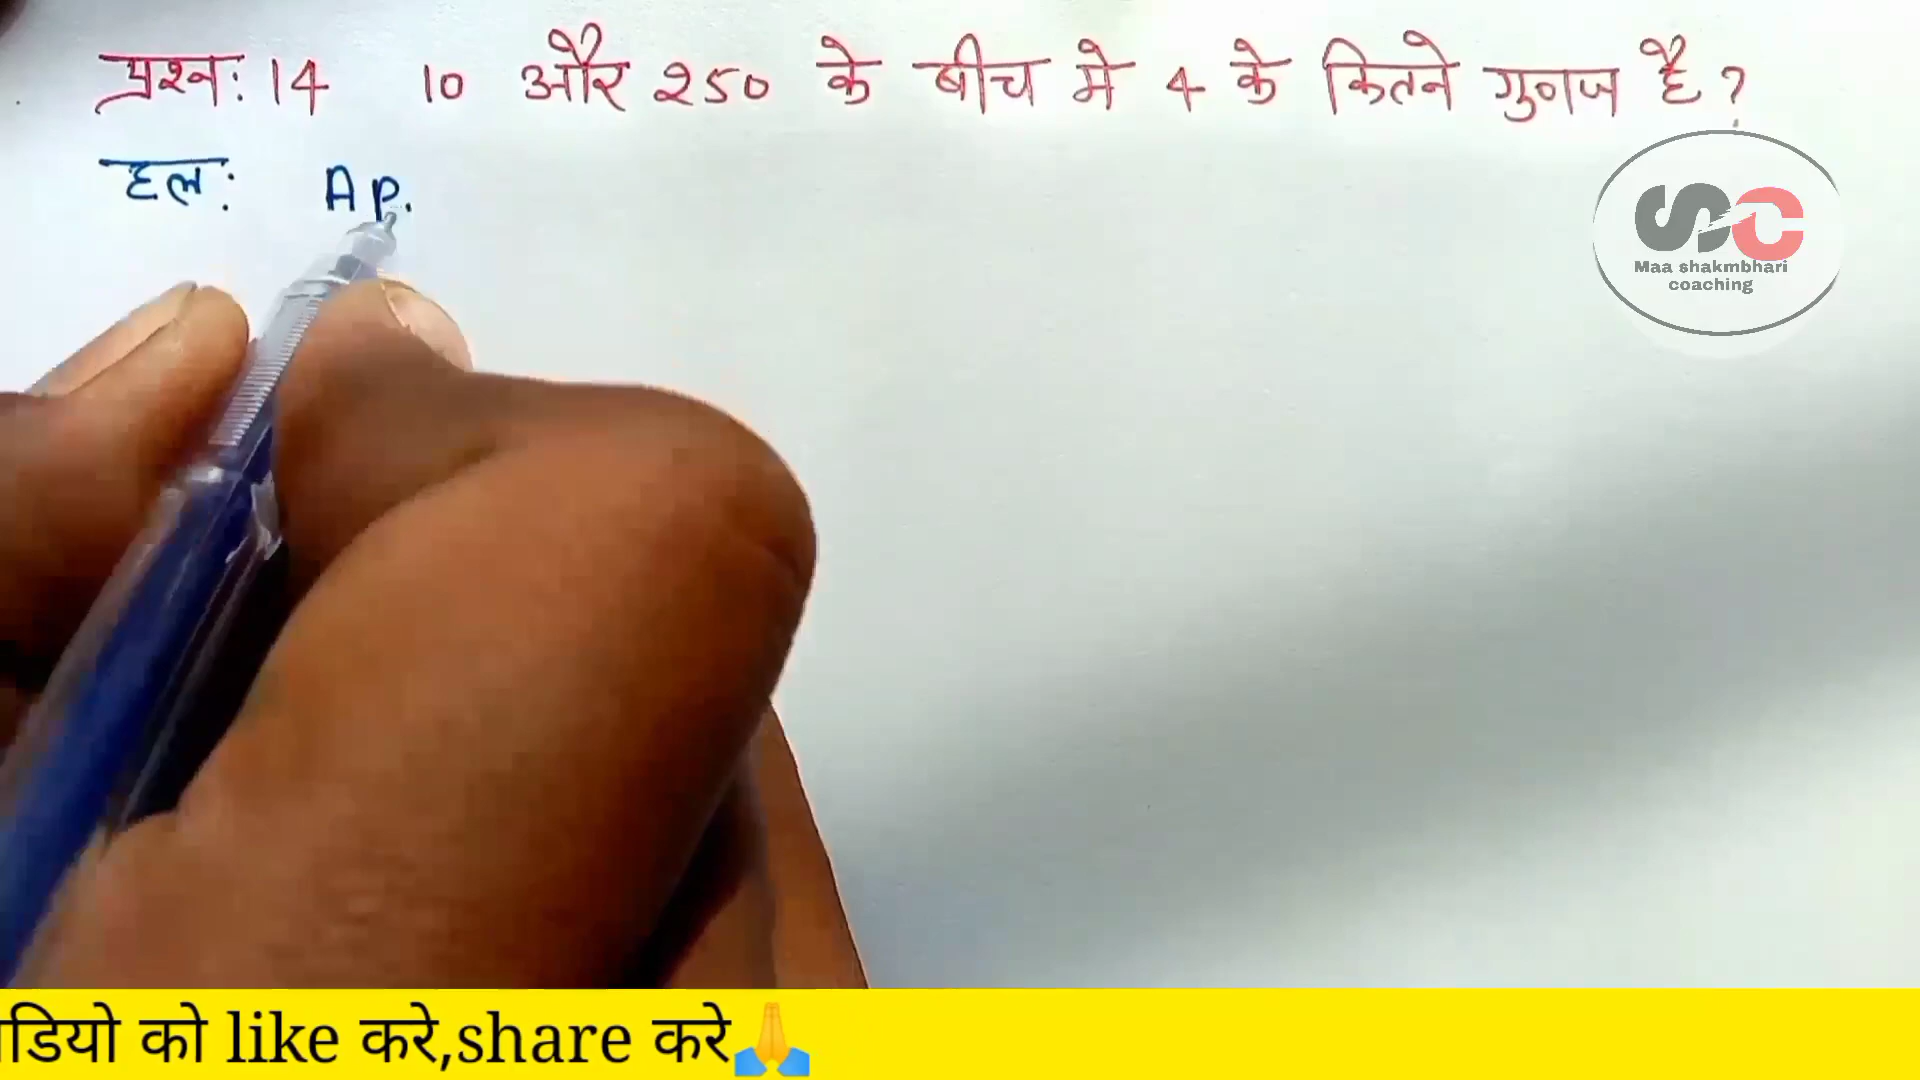 प्रश्न: 14 10 और 250 के बीच मे 4 के कितने गुणज है?
हल: A P.
Maa shakmbhari
coaching
डियो को like करे,share करे🙏